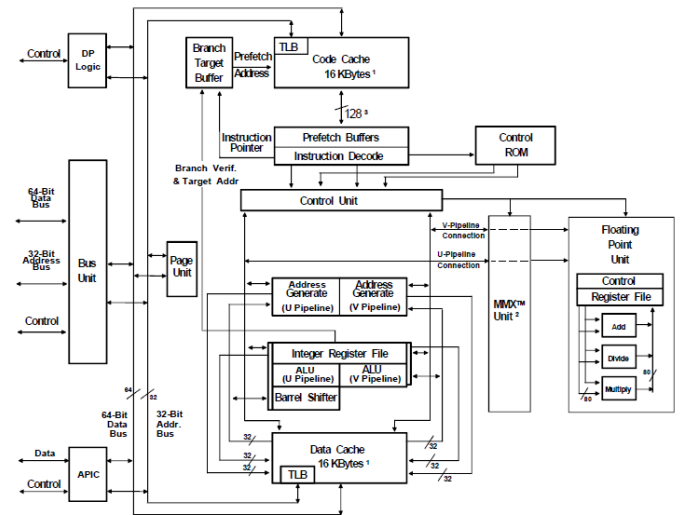 Control
DP
Logic
Branch
Target
Buffer
Prefetch
Address
TLB
Code Cache
16 KBytes ¹
128 ³
Instruction
Pointer
Prefetch Buffers
Instruction Decode
Control
ROM
Branch Verif.
& Target Addr
Control Unit
64-Bit
Data
Bus
32-Bit
Address
Bus
Control
Bus
Unit
Page
Unit
V-Pipeline
Connection
U-Pipeline
Connection
MMX™
Unit ²
Floating
Point
Unit
Control
Register File
Add
Divide
Multiply
80
80
Address
Generate
(U Pipeline)
Address
Generate
(V Pipeline)
Integer Register File
ALU
(U Pipeline)
ALU
(V Pipeline)
Barrel Shifter
64
32
64-Bit
Data
Bus
32-Bit
Addr.
Bus
32
32
32
32
32
32
Data Cache
16 KBytes ¹
TLB
Data
Control
APIC